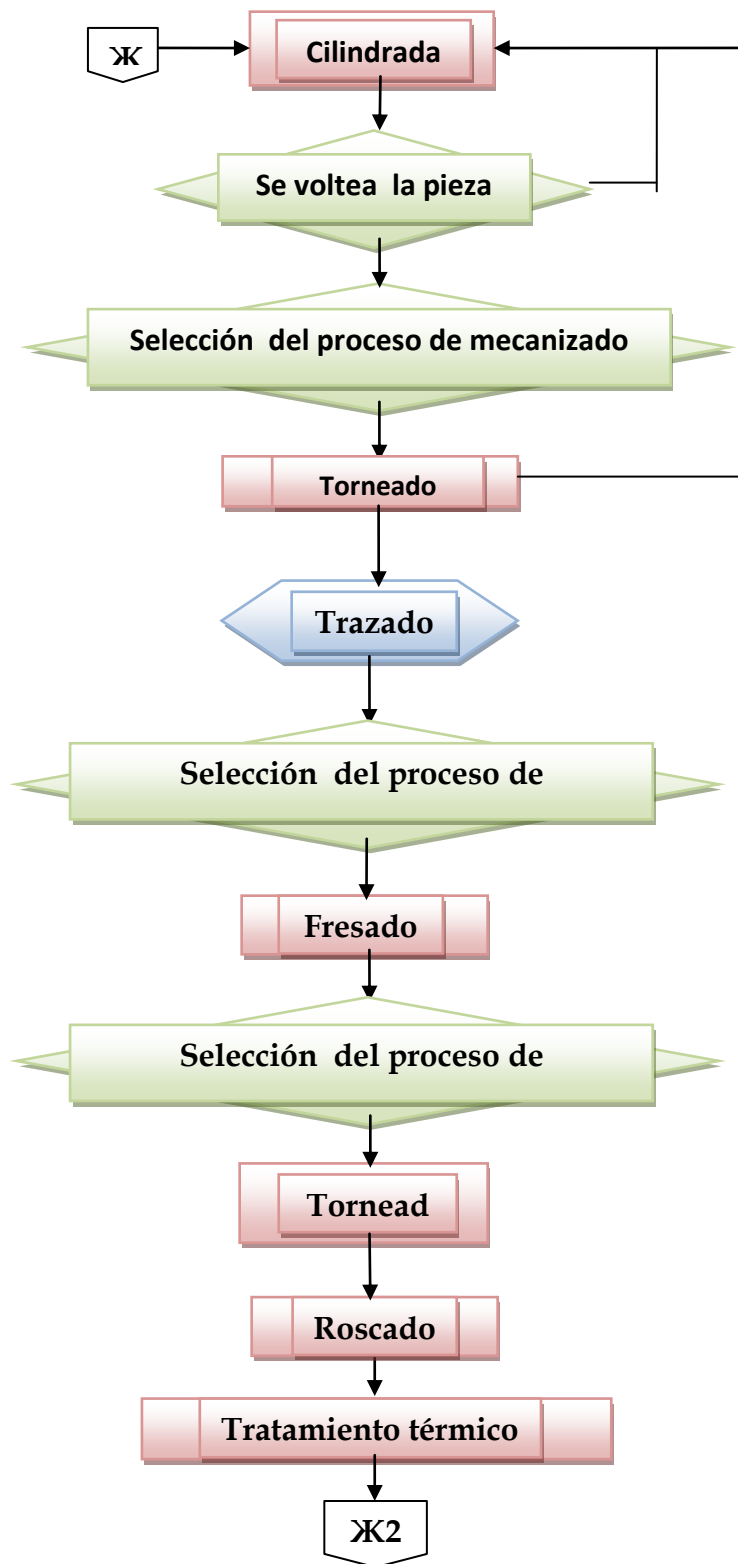 Ж
Cilindrada
Se voltea la pieza
Selección del proceso de mecanizado
Torneado
Trazado
Selección del proceso de
Fresado
Selección del proceso de
Tornead
Roscado
Tratamiento térmico
Ж2